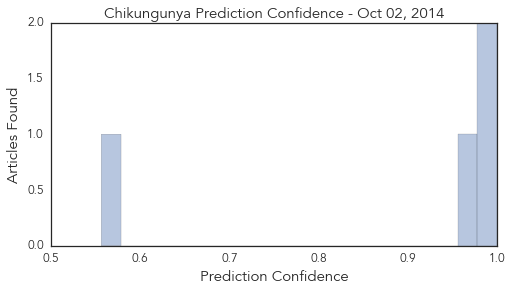 Chikungunya Prediction Confidence - Oct 02, 2014
2.0
1.5
1.0
0.5
0.0
Articles Found
0.5 0.6 0.7 0.8 0.9 1.0
Prediction Confidence